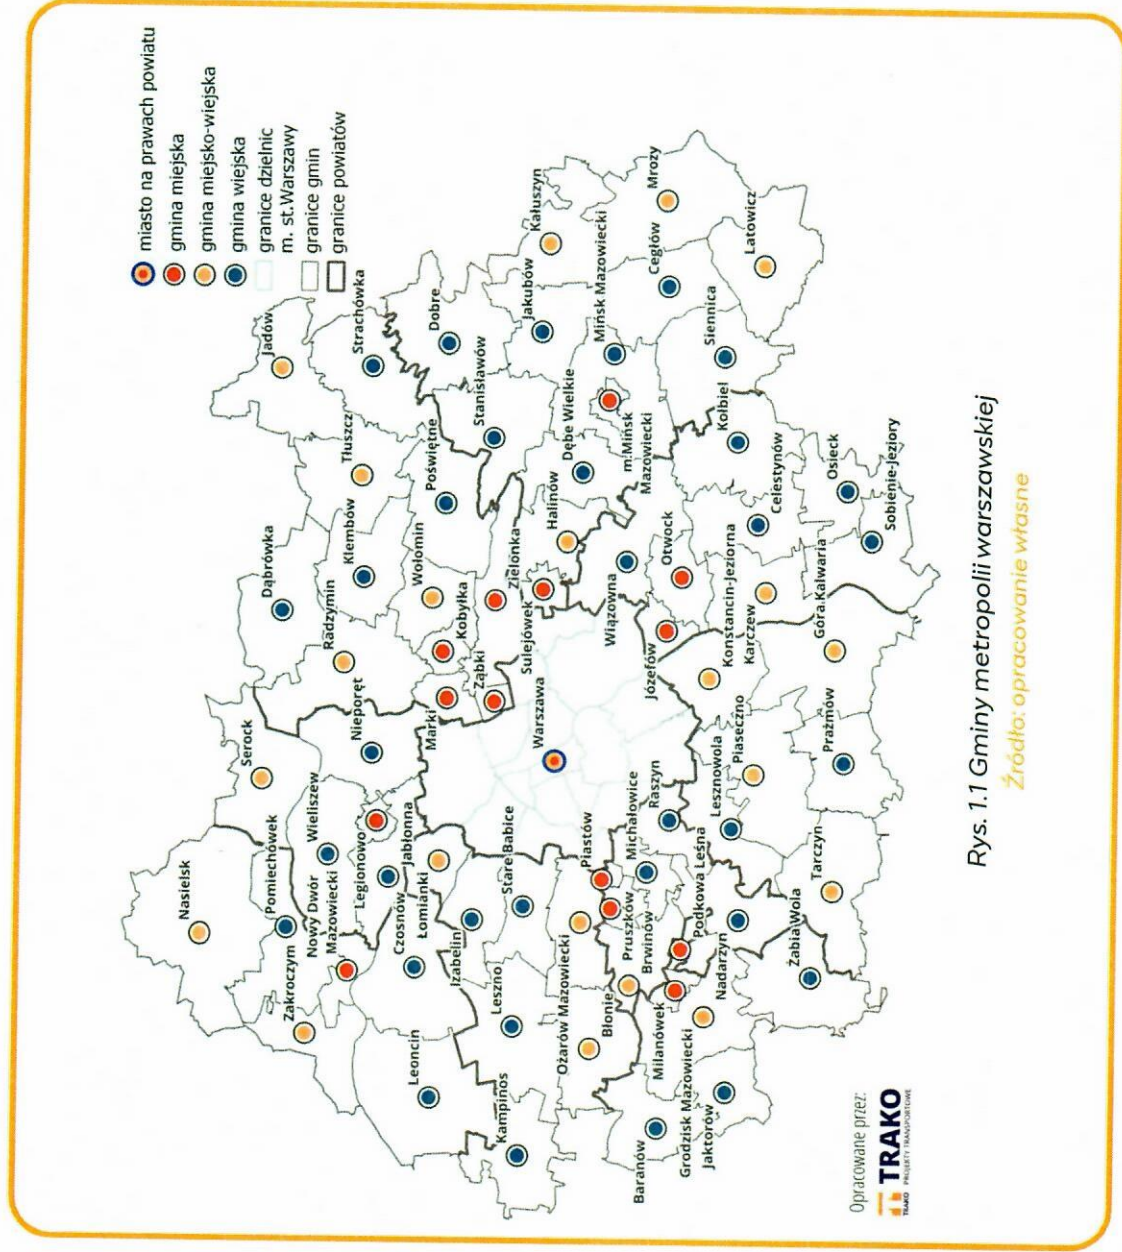 miasto na prawach powiatu
gmina miejska
gmina miejsko-wiejska
gmina wiejska
granice dzielnic
m. st.Warszawy
granice gmin
granice powiatów
Nasielsk
Serock
Dąbrówka
Jadów
Zakroczym
Pomiechówek
Nowy Dwór
Mazowiecki
Wieliszew
Nieporęt
Radzymin
Klembów
Tłuszcz
Strachówka
Legionowo
Jabłonna
Czosnów
Łomianki
Marki
Kobyłka
Wołomin
Poświętne
Dobre
Leoncin
Izabelin
Ząbki
Zielonka
Stanisławów
Kampinos
Leszno
Stare Babice
Warszawa
Sulejówek
Halinów
Dębe Wielkie
Jakubów
Kałuszyn
Ożarów Mazowiecki
Błonie
Piastów
Pruszków
Brwinów
Michałowice
Raszyn
Wiązowna
m.Mińsk
Mazowiecki
Mińsk Mazowiecki
Mrozy
Cegłów
Baranów
Milanówek
Grodzisk Mazowiecki
Jaktorów
Podkowa Leśna
Nadarzyn
Lesznowola
Piaseczno
Józefów
Otwock
Konstancin-Jeziorna
Karczew
Celestynów
Kołbiel
Siennica
Latowicz
Żabia Wola
Tarczyn
Prażmów
Góra Kalwaria
Osieck
Sobienie-Jeziory
Opracowane przez:
TRAKO
TRAKO PROJEKTY TRANSPORTOWE
Rys. 1.1 Gminy metropolii warszawskiej
Źródło: opracowanie własne